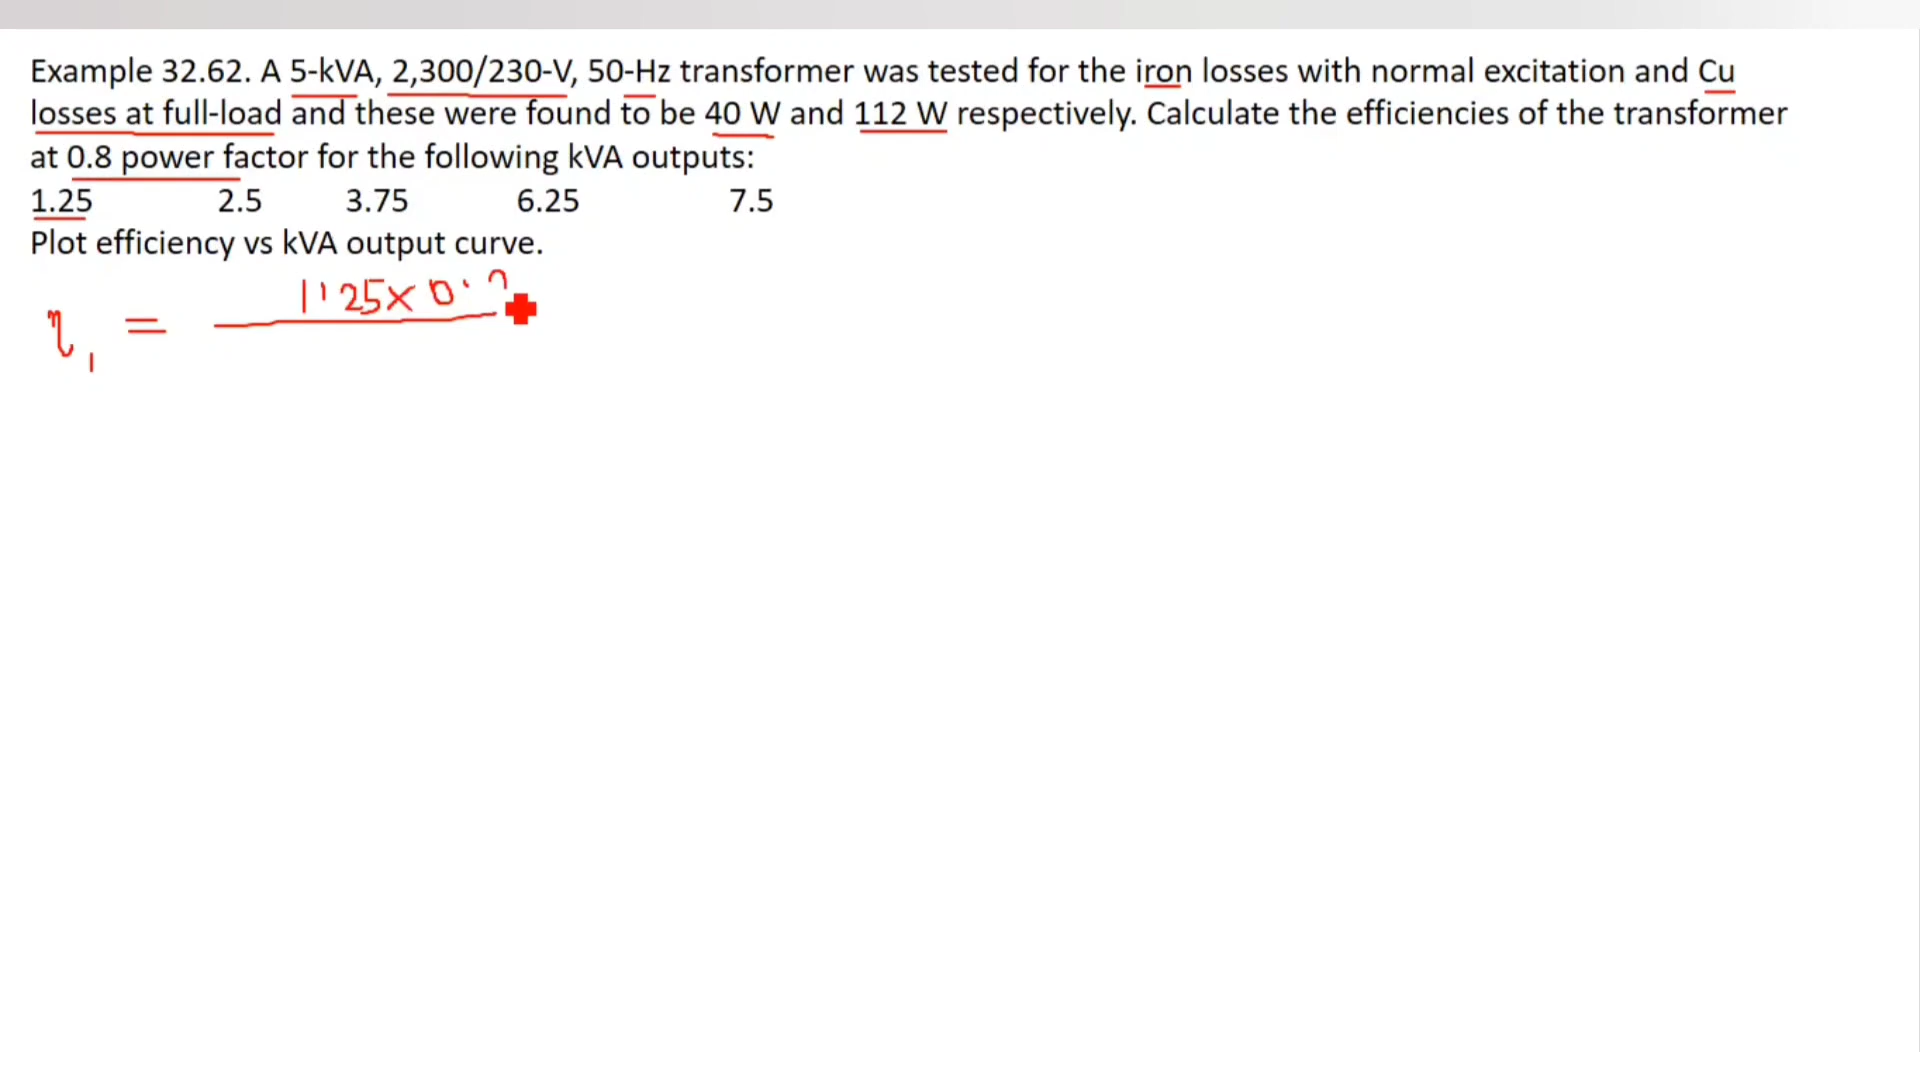 Example 32.62. A 5-kVA, 2,300/230-V, 50-Hz transformer was tested for the iron losses with normal excitation and Cu
losses at full-load and these were found to be 40 W and 112 W respectively. Calculate the efficiencies of the transformer
at 0.8 power factor for the following kVA outputs:
1.25 2.5 3.75 6.25 7.5
Plot efficiency vs kVA output curve.
1.25 × 0.
η₁ =